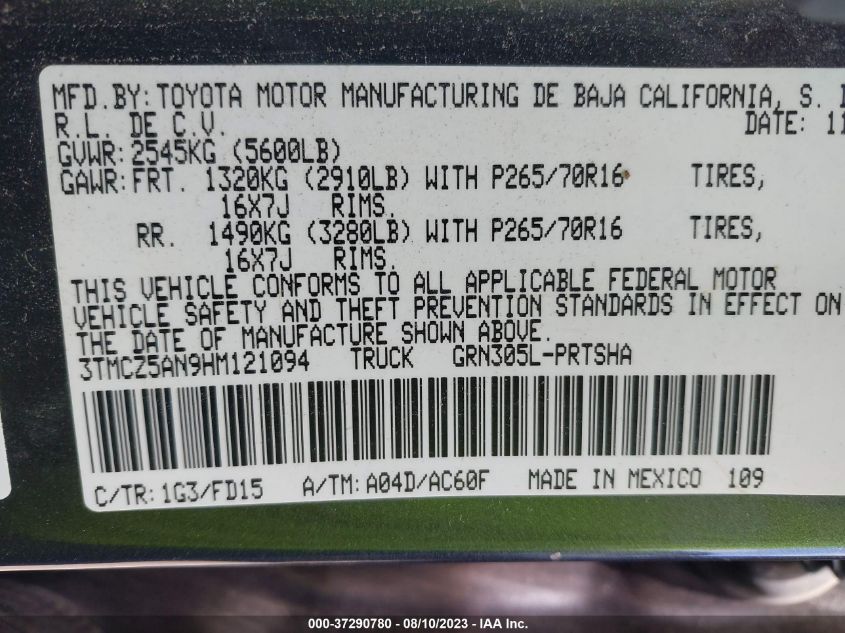 MFD.BY:TOYOTA MOTOR MANUFACTURING DE BAJA CALIFORNIA, S.
R.L. DE C.V. DATE: 11
GVWR:2545KG (5600LB)
GAWR:FRT. 1320KG (2910LB) WITH P265/70R16 TIRES,
16X7J RIMS,
RR. 1490KG (3280LB) WITH P265/70R16 TIRES,
16X7J RIMS,
THIS VEHICLE CONFORMS TO ALL APPLICABLE FEDERAL MOTOR
VEHICLE SAFETY AND THEFT PREVENTION STANDARDS IN EFFECT ON
THE DATE OF MANUFACTURE SHOWN ABOVE.
3TMCZ5AN9HM121094 TRUCK GRN305L-PRTSHA
C/TR:1G3/FD15 A/TM:A04D/AC60F MADE IN MEXICO 109
000-37290780 — 08/10/2023 — IAA Inc.